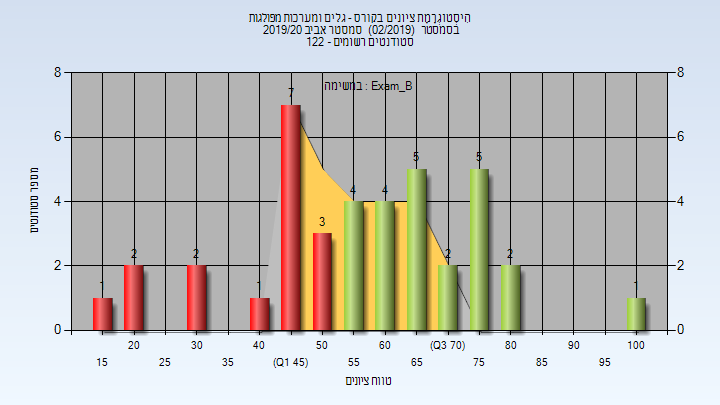 היסטוגרמת ציונים בקורס - גלים ומערכות מפולגות
בסמסטר (02/2019) סמסטר אביב 2019/20
סטודנטים רשומים - 122
במשימה : Exam_B
מספר סטודנטים
8 8
6 6
4 4
2 2
0 0
1 2 2 1 7 3 4 4 5 2 5 2 1
20 30 40 50 60 (Q3 70) 80 90 100
15 25 35 (Q1 45) 55 65 75 85 95
טווח ציונים